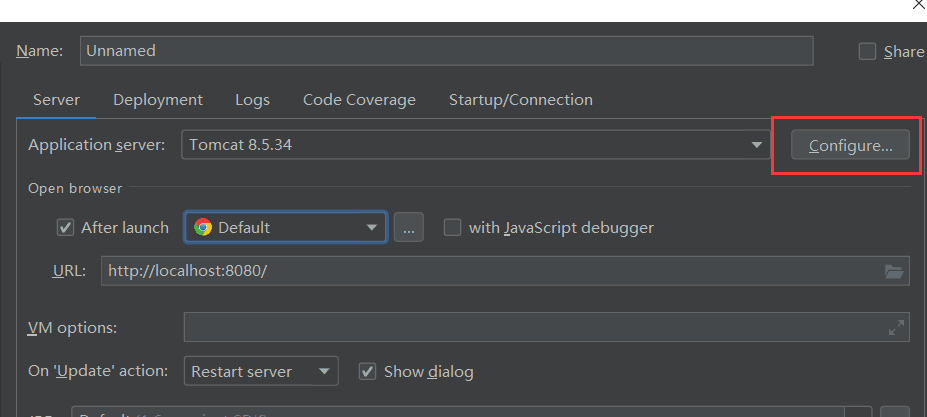 Name: Unnamed Share
Server Deployment Logs Code Coverage Startup/Connection
Application server: Tomcat 8.5.34 Configure...
Open browser
After launch Default ... with JavaScript debugger
URL: http://localhost:8080/
VM options:
On 'Update' action: Restart server Show dialog